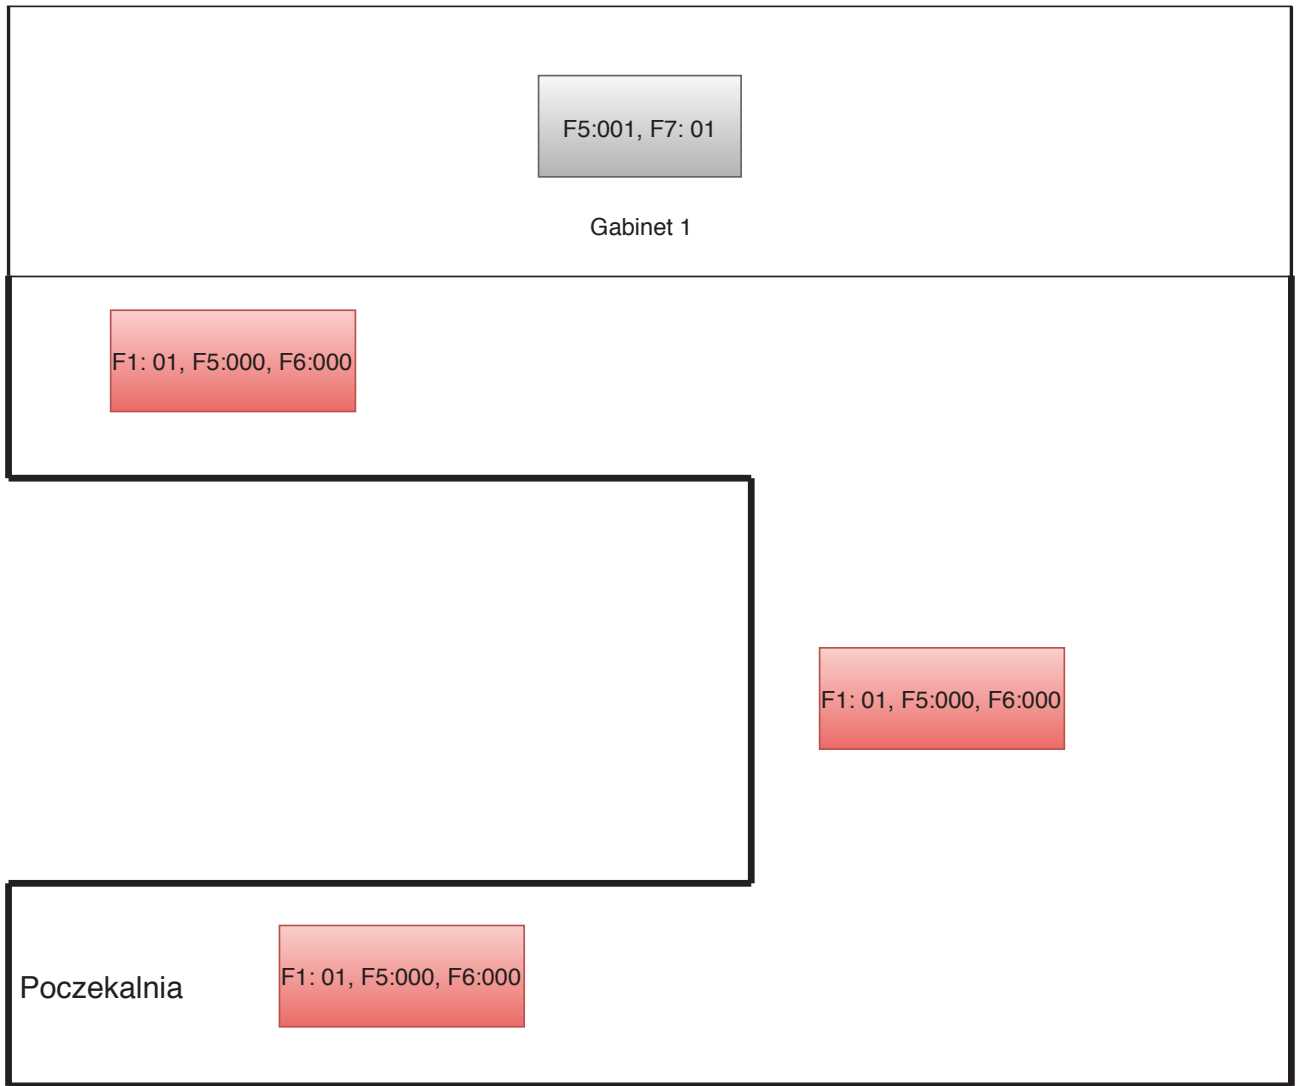 F5:001, F7: 01
Gabinet 1
F1: 01, F5:000, F6:000
F1: 01, F5:000, F6:000
Poczekalnia
F1: 01, F5:000, F6:000